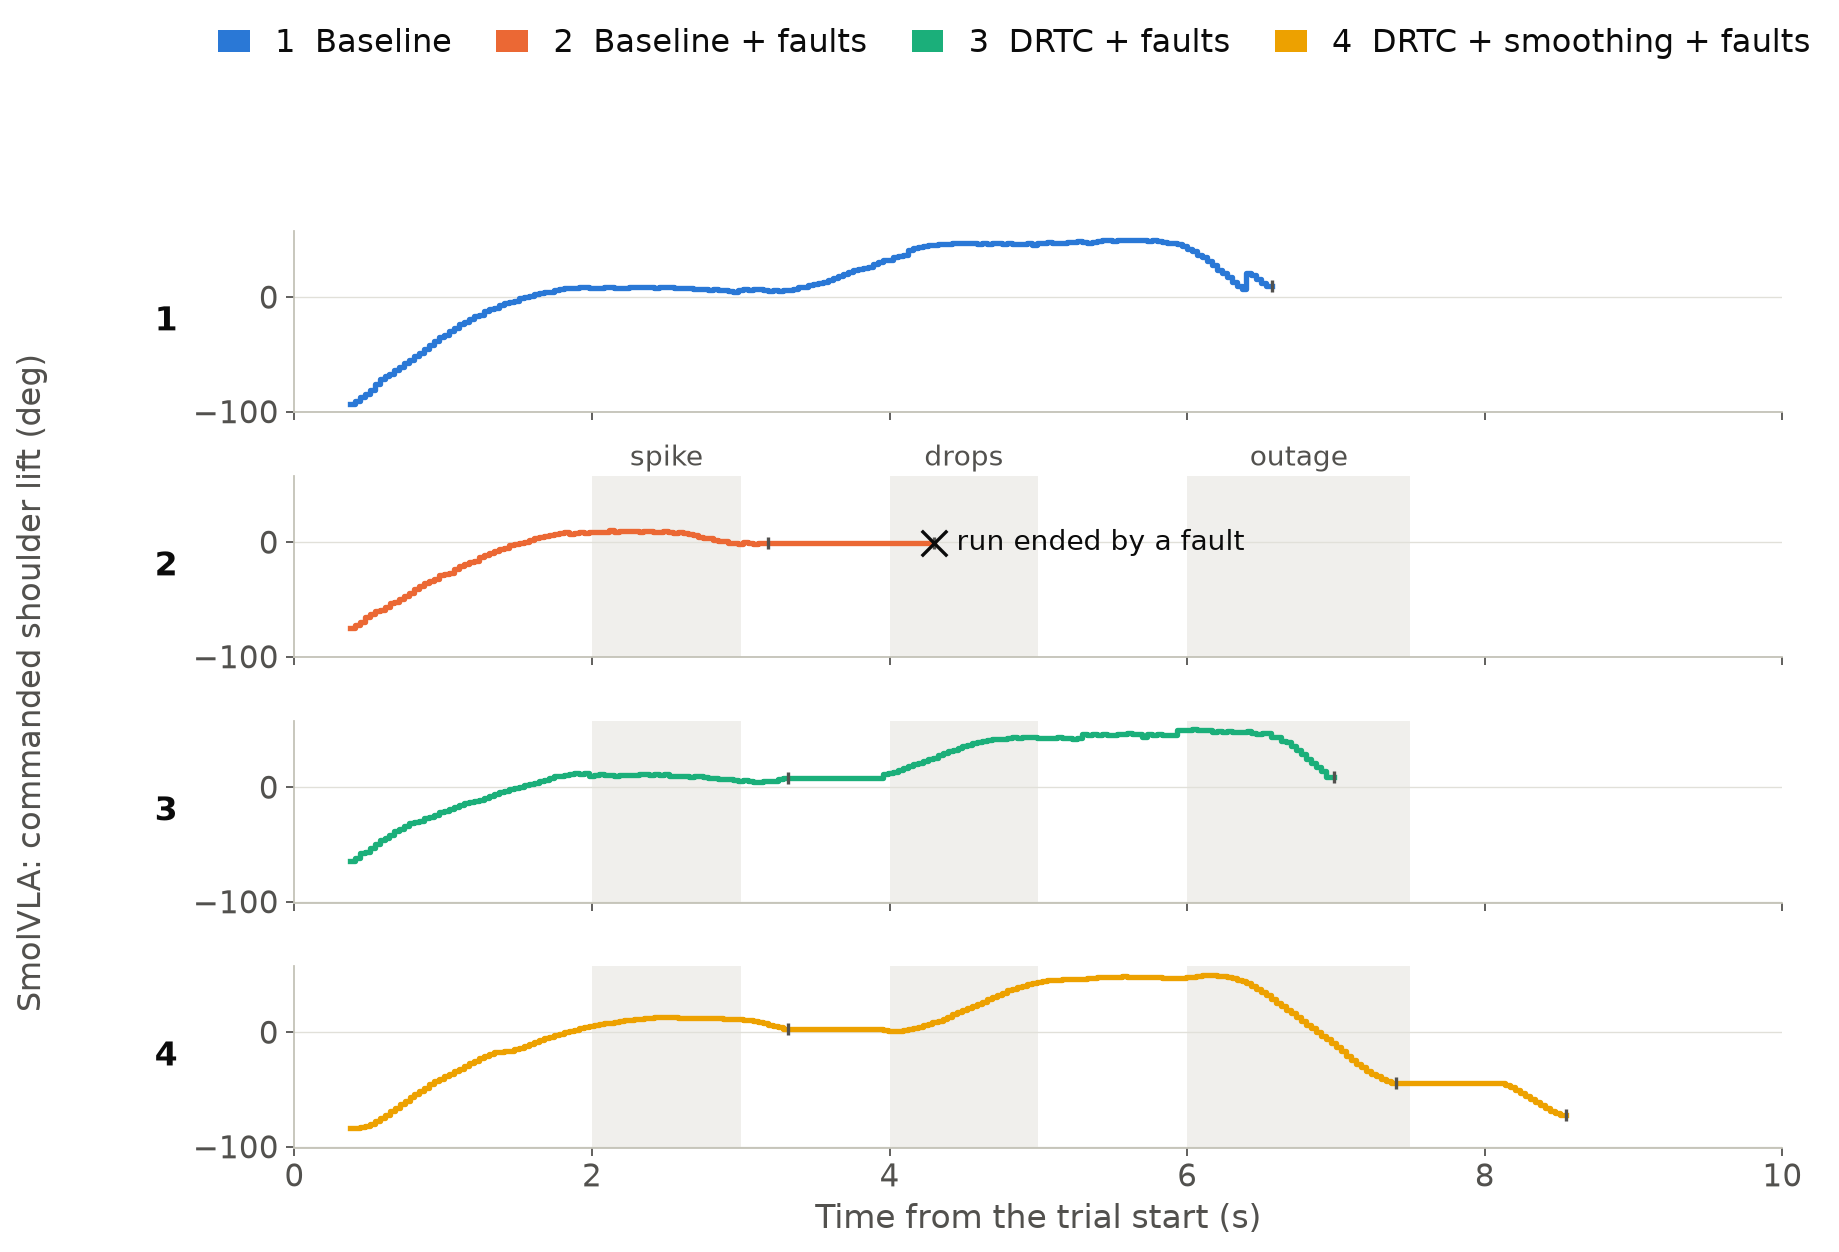 1 Baseline
2 Baseline + faults
3 DRTC + faults
4 DRTC + smoothing + faults
SmolVLA: commanded shoulder lift (deg)
1
0
−100
spike
drops
outage
2
0
−100
run ended by a fault
3
0
−100
4
0
−100
0 2 4 6 8 10
Time from the trial start (s)